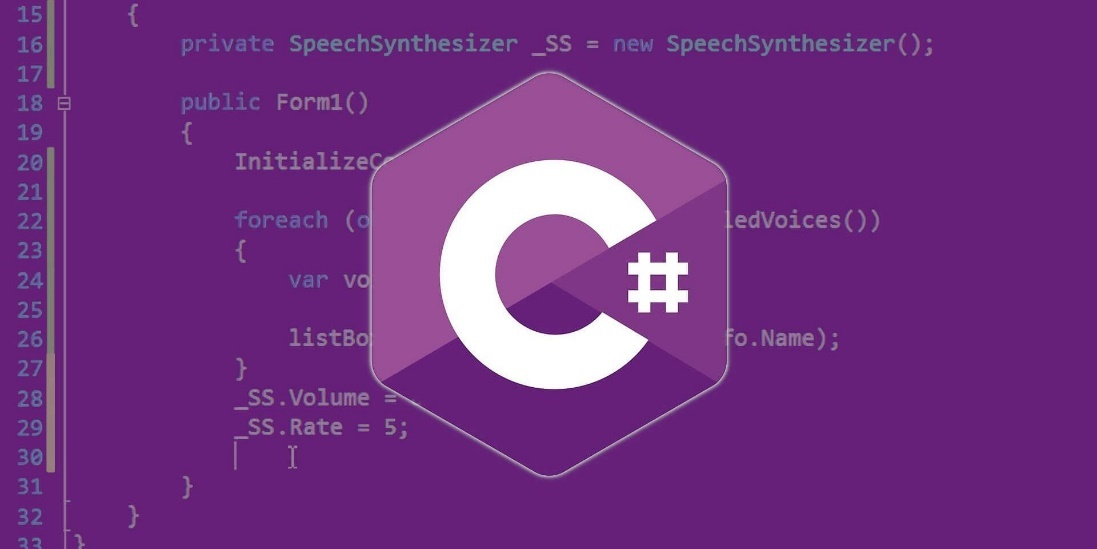 15 {
16 private SpeechSynthesizer _SS = new SpeechSynthesizer();
17
18 public Form1()
19 {
20 InitializeC
21
22 foreach (o ledVoices())
23 {
24 var vo
25
26 listBo fo.Name);
27 }
28 _SS.Volume =
29 _SS.Rate = 5;
30
31 }
32 }
33 }
C#